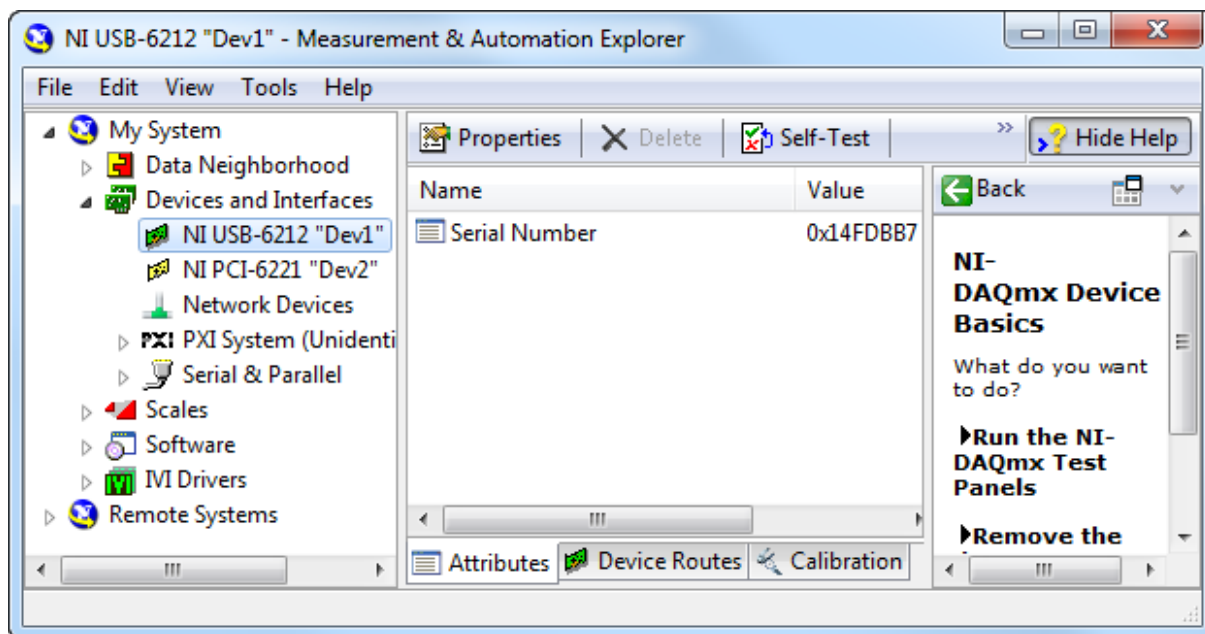 NI USB-6212 "Dev1" - Measurement & Automation Explorer
File Edit View Tools Help
My System
Data Neighborhood
Devices and Interfaces
NI USB-6212 "Dev1"
NI PCI-6221 "Dev2"
Network Devices
PXI PXI System (Unidenti
Serial & Parallel
Scales
Software
IVI Drivers
Remote Systems
Properties Delete Self-Test » Hide Help
Name Value
Serial Number 0x14FDBB7
Attributes Device Routes Calibration
Back
NI-
DAQmx Device
Basics
What do you want
to do?
Run the NI-
DAQmx Test
Panels
Remove the